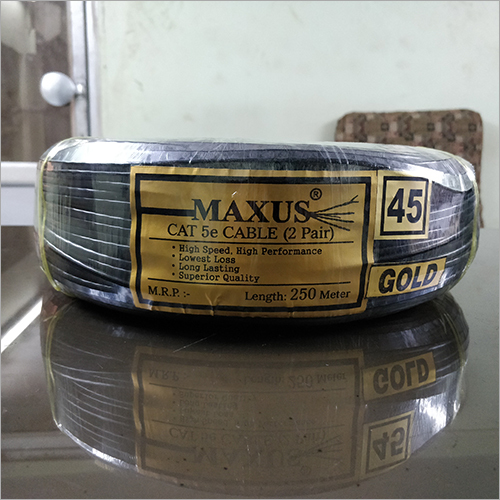 MAXUS®
CAT 5e CABLE (2 Pair)
• High Speed, High Performance
• Lowest Loss
• Long Lasting
• Superior Quality
M.R.P. :-
Length: 250 Meter
45
GOLD